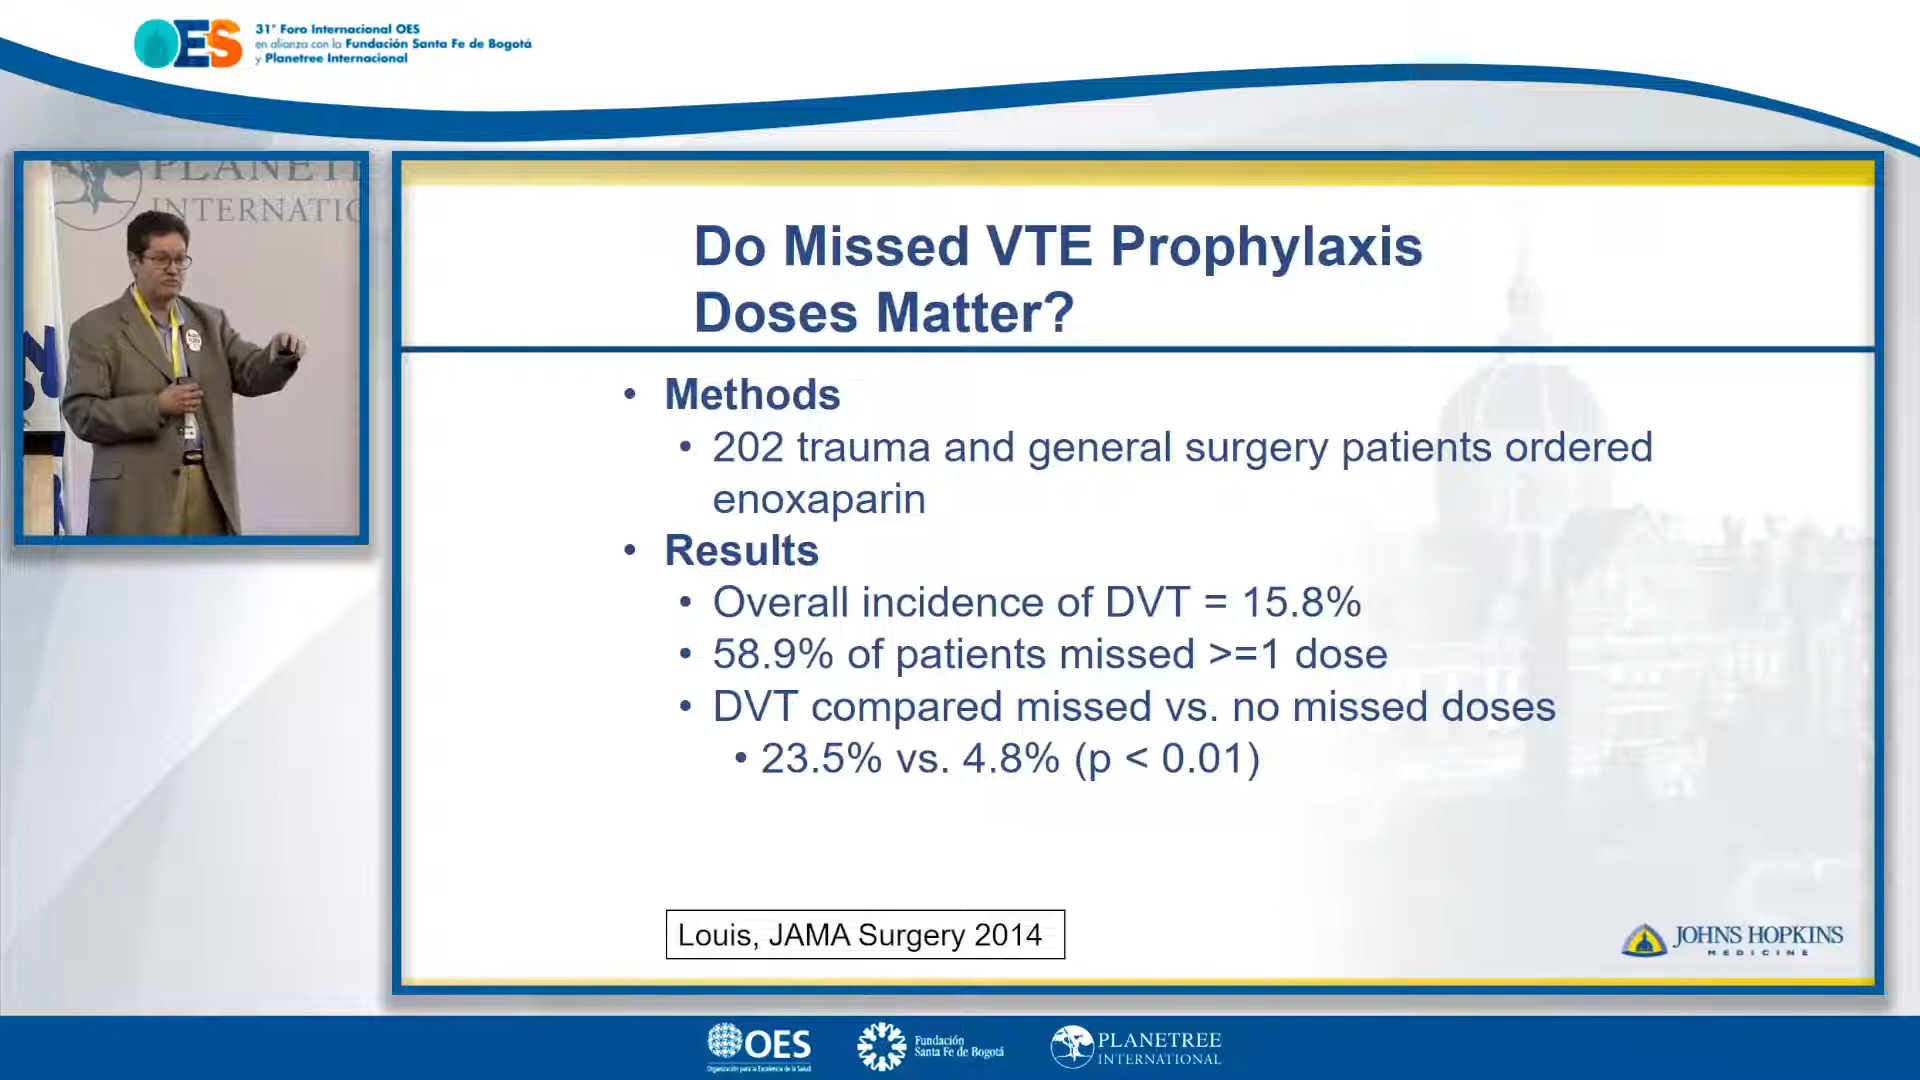 OES
31° Foro Internacional OES
en alianza con la Fundación Santa Fe de Bogotá
y Planetree Internacional
PLANET
INTERNATIC
Do Missed VTE Prophylaxis
Doses Matter?
• Methods
• 202 trauma and general surgery patients ordered
enoxaparin
• Results
• Overall incidence of DVT = 15.8%
• 58.9% of patients missed >=1 dose
• DVT compared missed vs. no missed doses
• 23.5% vs. 4.8% (p < 0.01)
Louis, JAMA Surgery 2014
JOHNS HOPKINS
MEDICINE
OES
Organización para la Excelencia de la Salud
Fundación
Santa Fe de Bogotá
PLANETREE
INTERNATIONAL